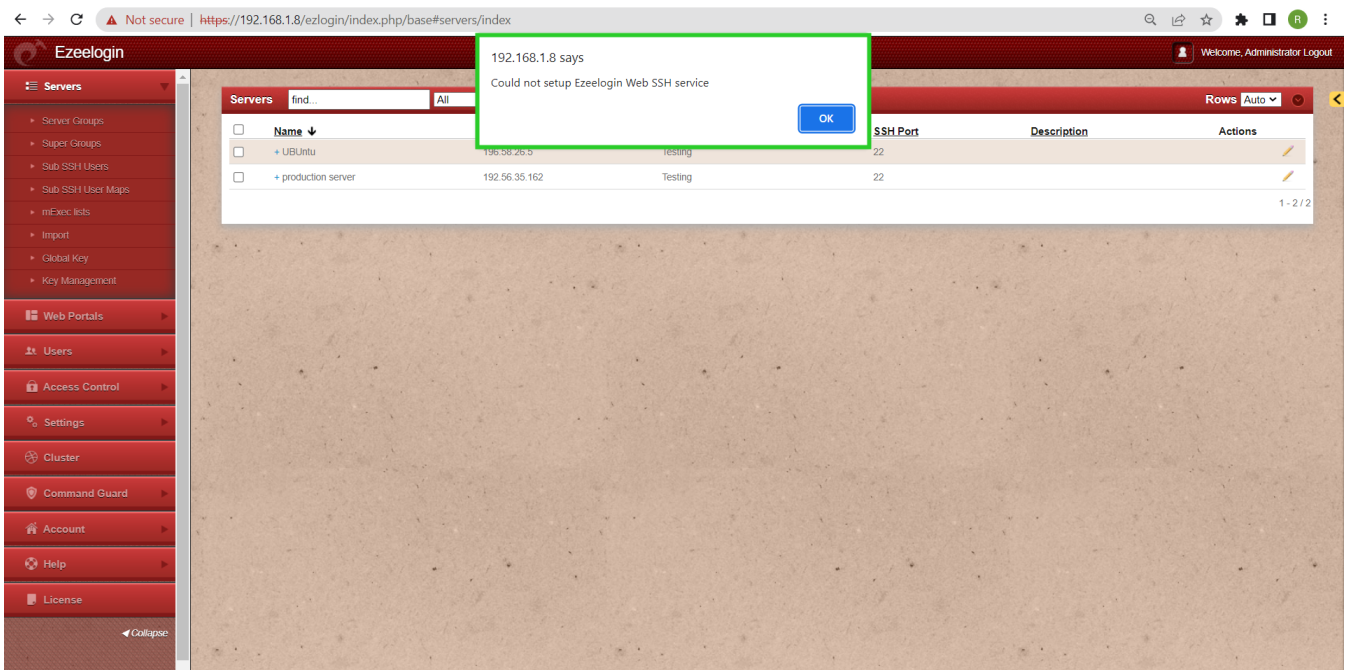 Not secure | https://192.168.1.8/ezlogin/index.php/base#servers/index
R
Ezeelogin
Welcome, Administrator Logout
192.168.1.8 says
Could not setup Ezeelogin Web SSH service
OK
Servers
Server Groups
Super Groups
Sub SSH Users
Sub SSH User Maps
mExec lists
Import
Global Key
Key Management
Web Portals
Users
Access Control
Settings
Cluster
Command Guard
Account
Help
License
Collapse
Servers find... All Rows Auto
Name SSH Port Description Actions
+ UBUntu 196.58.26.5 Testing 22
+ production server 192.56.35.162 Testing 22
1 - 2 / 2